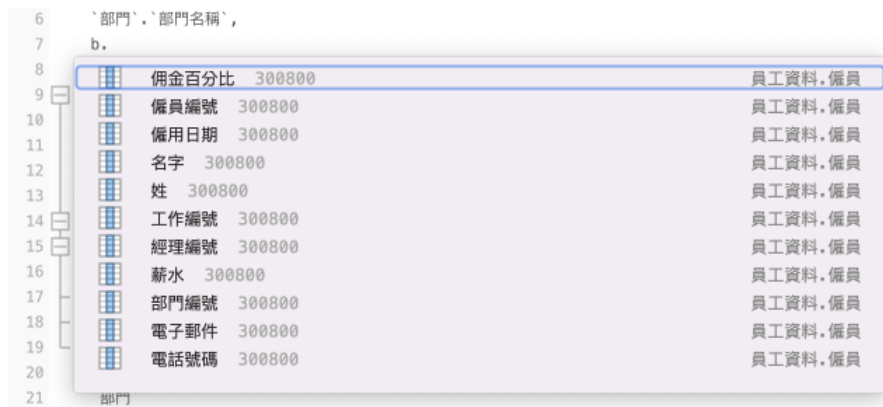 6 `部門`.`部門名稱`,
7 b.
8 佣金百分比 300800 員工資料.僱員
9 僱員編號 300800 員工資料.僱員
10 僱用日期 300800 員工資料.僱員
11 名字 300800 員工資料.僱員
12 姓 300800 員工資料.僱員
13 工作編號 300800 員工資料.僱員
14 經理編號 300800 員工資料.僱員
15 薪水 300800 員工資料.僱員
16 部門編號 300800 員工資料.僱員
17 電子郵件 300800 員工資料.僱員
18 電話號碼 300800 員工資料.僱員
19
20
21 部門